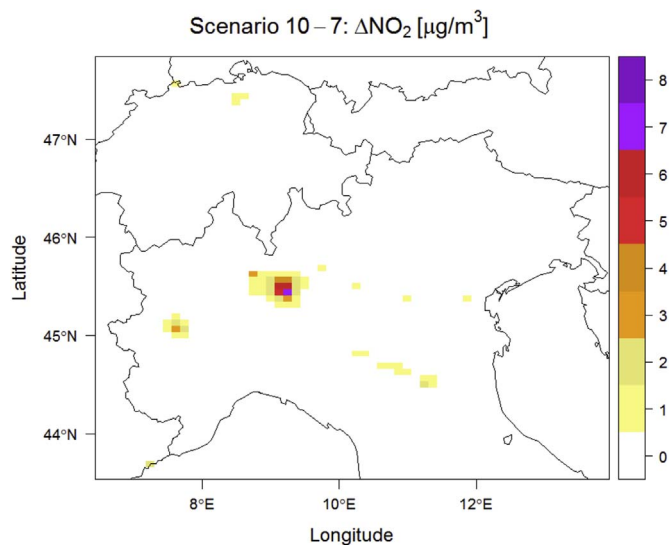 Scenario 10 – 7: ΔNO₂ [μg/m³]
47°N
46°N
45°N
44°N
Latitude
8°E
10°E
12°E
Longitude
8
7
6
5
4
3
2
1
0